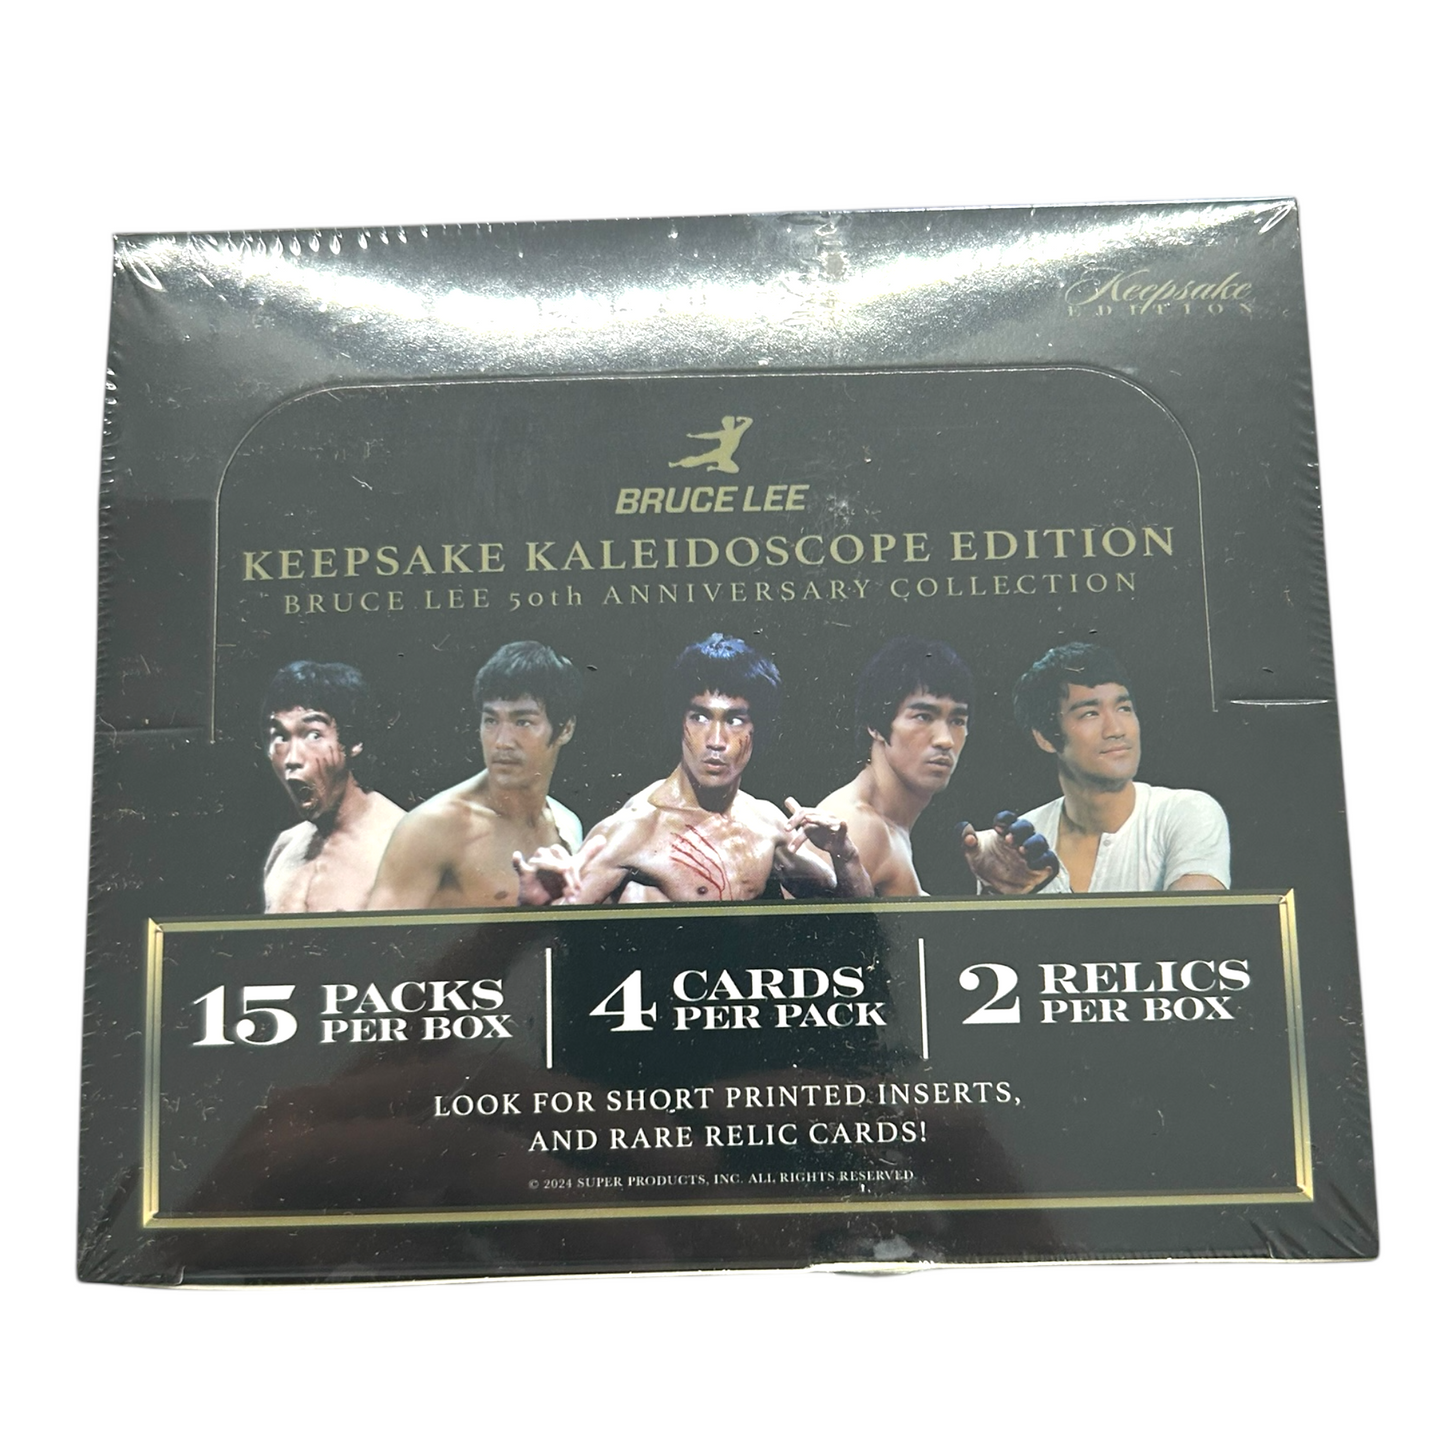 Keepsake
EDITION
BRUCE LEE
KEEPSAKE KALEIDOSCOPE EDITION
BRUCE LEE 50th ANNIVERSARY COLLECTION
15 PACKS PER BOX
4 CARDS PER PACK
2 RELICS PER BOX
LOOK FOR SHORT PRINTED INSERTS,
AND RARE RELIC CARDS!
© 2024 SUPER PRODUCTS, INC. ALL RIGHTS RESERVED.